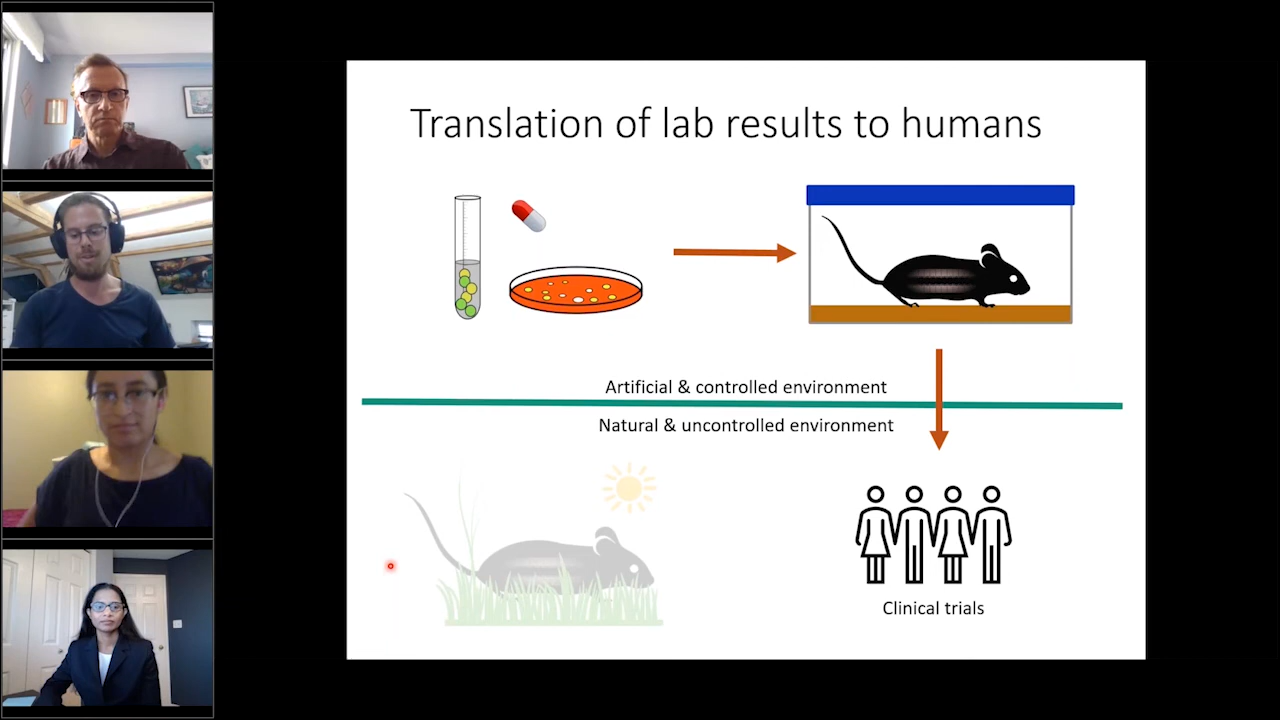 Translation of lab results to humans
Artificial & controlled environment
Natural & uncontrolled environment
Clinical trials